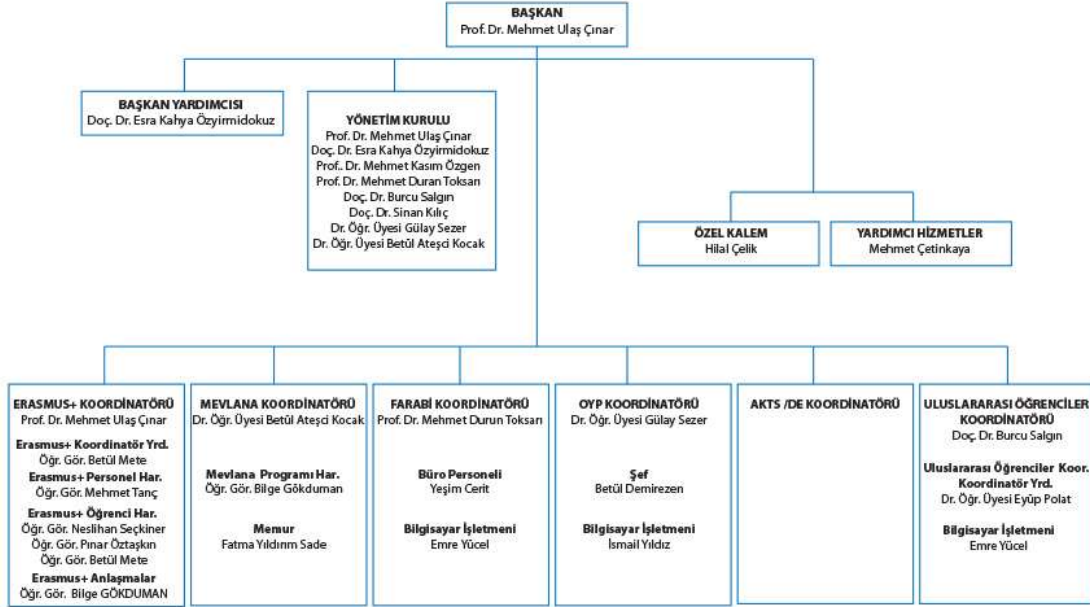 BAŞKAN
Prof. Dr. Mehmet Ulaş Çınar
BAŞKAN YARDIMCISI
Doç. Dr. Esra Kahya Özyirmidokuz
YÖNETİM KURULU
Prof. Dr. Mehmet Ulaş Çınar
Doç. Dr. Esra Kahya Özyirmidokuz
Prof.. Dr. Mehmet Kasım Özgen
Prof. Dr. Mehmet Duran Toksarı
Doç. Dr. Burcu Salgın
Doç. Dr. Sinan Kılıç
Dr. Öğr. Üyesi Gülay Sezer
Dr. Öğr. Üyesi Betül Ateşci Kocak
ÖZEL KALEM
Hilal Çelik
YARDIMCI HİZMETLER
Mehmet Çetinkaya
ERASMUS+ KOORDİNATÖRÜ
Prof. Dr. Mehmet Ulaş Çınar
Erasmus+ Koordinatör Yrd.
Öğr. Gör. Betül Mete
Erasmus+ Personel Har.
Öğr. Gör. Mehmet Tanç
Erasmus+ Öğrenci Har.
Öğr. Gör. Neslihan Seçkiner
Öğr. Gör. Pınar Öztaşkın
Öğr. Gör. Betül Mete
Erasmus+ Anlaşmalar
Öğr. Gör. Bilge GÖKDUMAN
MEVLANA KOORDİNATÖRÜ
Dr. Öğr. Üyesi Betül Ateşci Kocak
Mevlana Programı Har.
Öğr. Gör. Bilge Gökduman
Memur
Fatma Yıldırım Sade
FARABİ KOORDİNATÖRÜ
Prof. Dr. Mehmet Durun Toksarı
Büro Personeli
Yeşim Cerit
Bilgisayar İşletmeni
Emre Yücel
OYP KOORDİNATÖRÜ
Dr. Öğr. Üyesi Gülay Sezer
Şef
Betül Demirezen
Bilgisayar İşletmeni
İsmail Yıldız
AKTS /DE KOORDİNATÖRÜ
ULUSLARARASI ÖĞRENCİLER
KOORDİNATÖRÜ
Doç. Dr. Burcu Salgın
Uluslararası Öğrenciler Koor.
Koordinatör Yrd.
Dr. Öğr. Üyesi Eyüp Polat
Bilgisayar İşletmeni
Emre Yücel